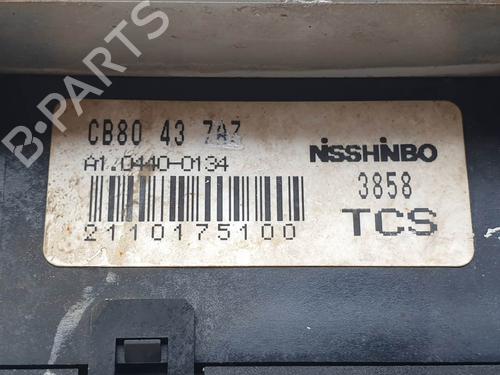 CB80 43 7AZ
A1.0440-0134
2110175100
NiSSHiNBO
3858
TCS
B-Parts